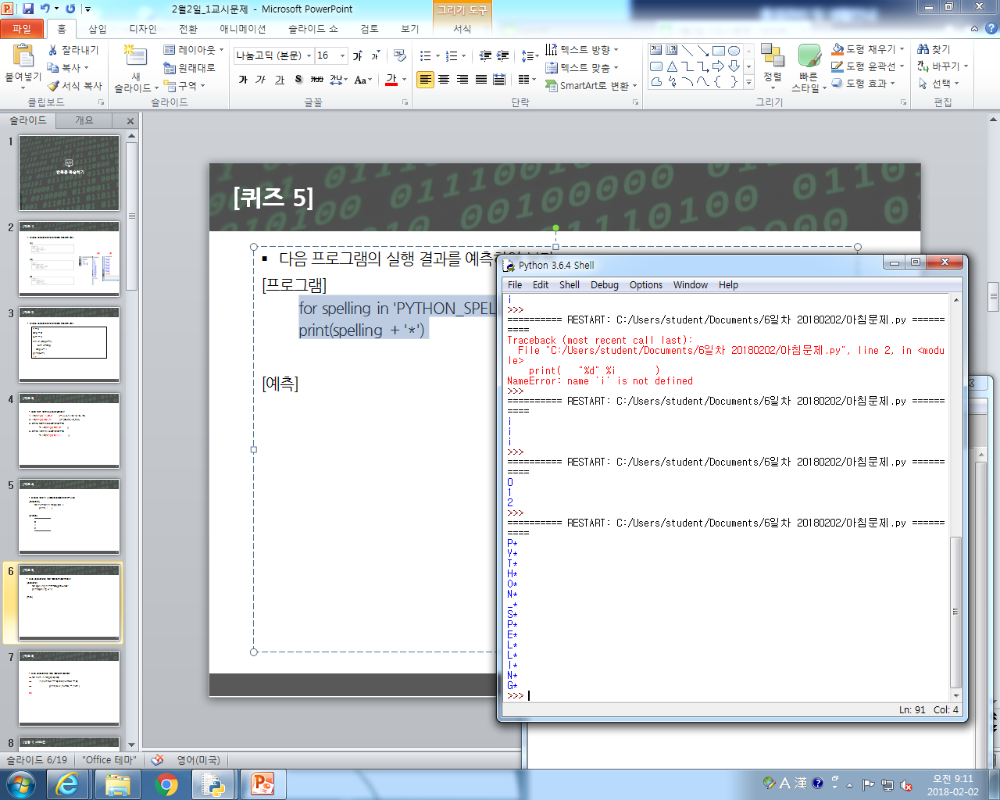 2월2일_1교시문제 - Microsoft PowerPoint
그리기 도구
파일 홈 삽입 디자인 전환 애니메이션 슬라이드 쇼 검토 보기 서식
붙여넣기
잘라내기
복사
서식 복사
클립보드
새
슬라이드
레이아웃
원래대로
구역
슬라이드
나눔고딕 (본문) 16
가 가 가 S 가나 Aa 가
글꼴
텍스트 방향
텍스트 맞춤
SmartArt로 변환
단락
정렬
빠른
스타일
도형 채우기
도형 윤곽선
도형 효과
그리기
찾기
바꾸기
선택
편집
슬라이드 개요
1
2
3
4
5
6
7
8
[퀴즈 5]
다음 프로그램의 실행 결과를 예측하여
[프로그램]
for spelling in 'PYTHON_SPEL
print(spelling + '*')
[예측]
Python 3.6.4 Shell
File Edit Shell Debug Options Window Help
i
>>>
========== RESTART: C:/Users/student/Documents/6일차 20180202/아침문제.py ======
====
Traceback (most recent call last):
File "C:/Users/student/Documents/6일차 20180202/아침문제.py", line 2, in <modu
le>
print( "%d" %i )
NameError: name 'i' is not defined
>>>
========== RESTART: C:/Users/student/Documents/6일차 20180202/아침문제.py ======
====
i
i
i
>>>
========== RESTART: C:/Users/student/Documents/6일차 20180202/아침문제.py ======
====
0
1
2
>>>
========== RESTART: C:/Users/student/Documents/6일차 20180202/아침문제.py ======
====
P*
Y*
T*
H*
O*
N*
_*
S*
P*
E*
L*
L*
I*
N*
G*
>>>
Ln: 91 Col: 4
슬라이드 6/19 "Office 테마" 영어(미국)
A 漢
오전 9:11
2018-02-02